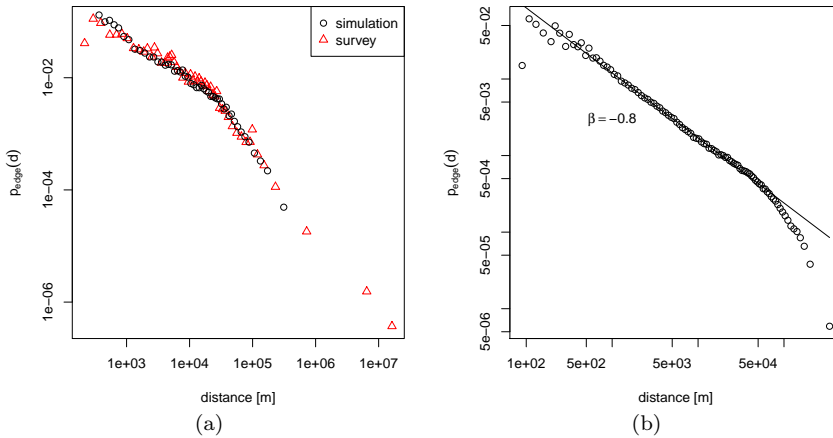 simulation
survey
p_edge(d)
1e−02
1e−04
1e−06
1e+03
1e+04
1e+05
1e+06
1e+07
distance [m]
(a)
β=−0.8
p_edge(d)
5e−02
5e−03
5e−04
5e−05
5e−06
1e+02
5e+02
5e+03
5e+04
distance [m]
(b)